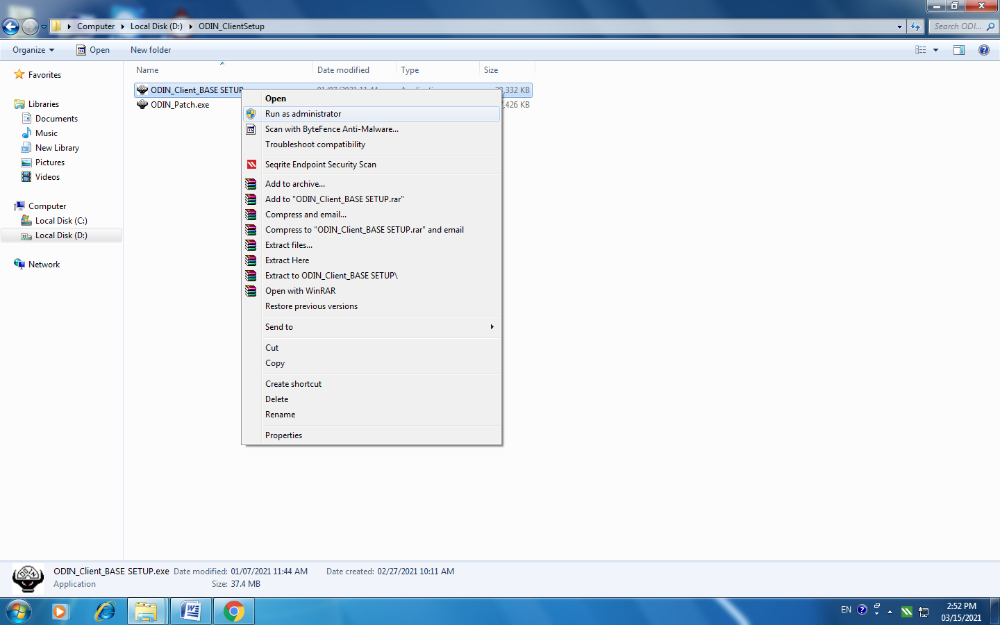 Computer Local Disk (D:) ODIN_ClientSetup
Search ODI...
Organize Open New folder
Name Date modified Type Size
Favorites
Libraries
Documents
Music
New Library
Pictures
Videos
Computer
Local Disk (C:)
Local Disk (D:)
Network
ODIN_Client_BASE SETUP 01/07/2021 11:44 KB
ODIN_Patch.exe ,426 KB
Open
Run as administrator
Scan with ByteFence Anti-Malware...
Troubleshoot compatibility
Seqrite Endpoint Security Scan
Add to archive...
Add to "ODIN_Client_BASE SETUP.rar"
Compress and email...
Compress to "ODIN_Client_BASE SETUP.rar" and email
Extract files...
Extract Here
Extract to ODIN_Client_BASE SETUP\
Open with WinRAR
Restore previous versions
Send to
Cut
Copy
Create shortcut
Delete
Rename
Properties
ODIN_Client_BASE SETUP.exe Date modified: 01/07/2021 11:44 AM Date created: 02/27/2021 10:11 AM
Application Size: 37.4 MB
EN 2:52 PM
03/15/2021